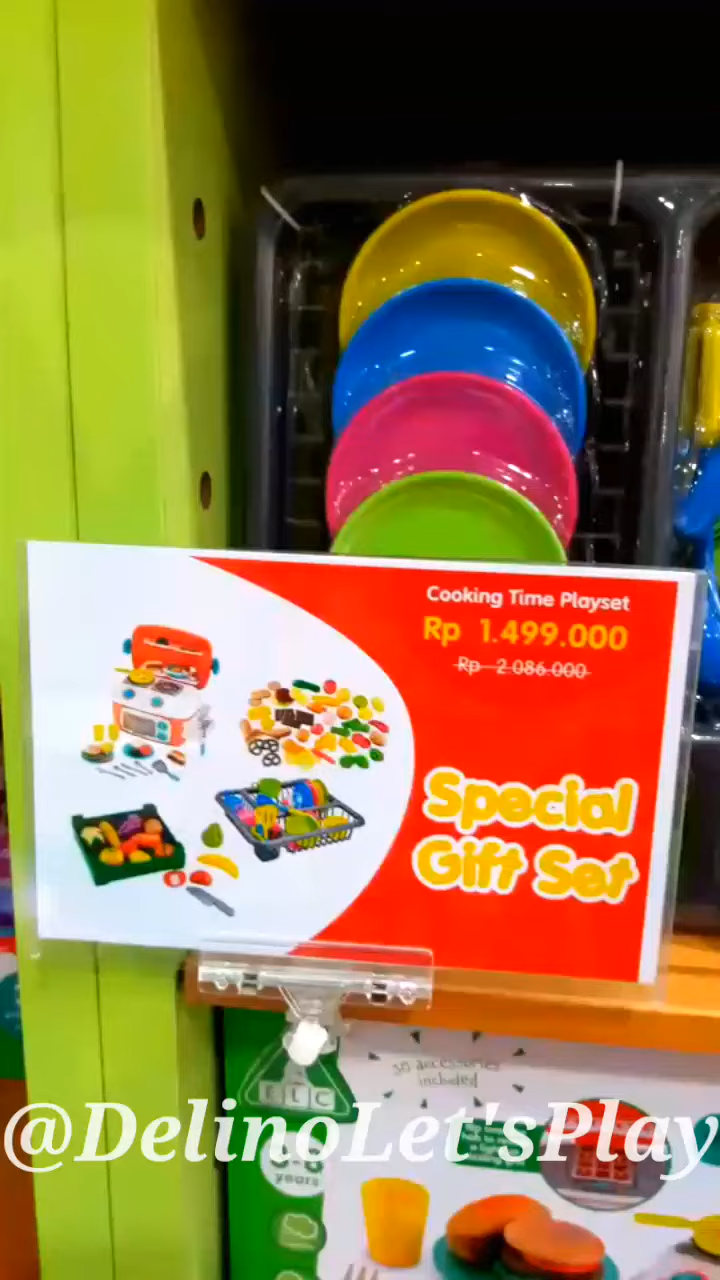 Cooking Time Playset
Rp 1.499.000
Rp 2.086.000
Special
Gift Set
30 accessories
included
ELC
@DelinoLet'sPlay
years